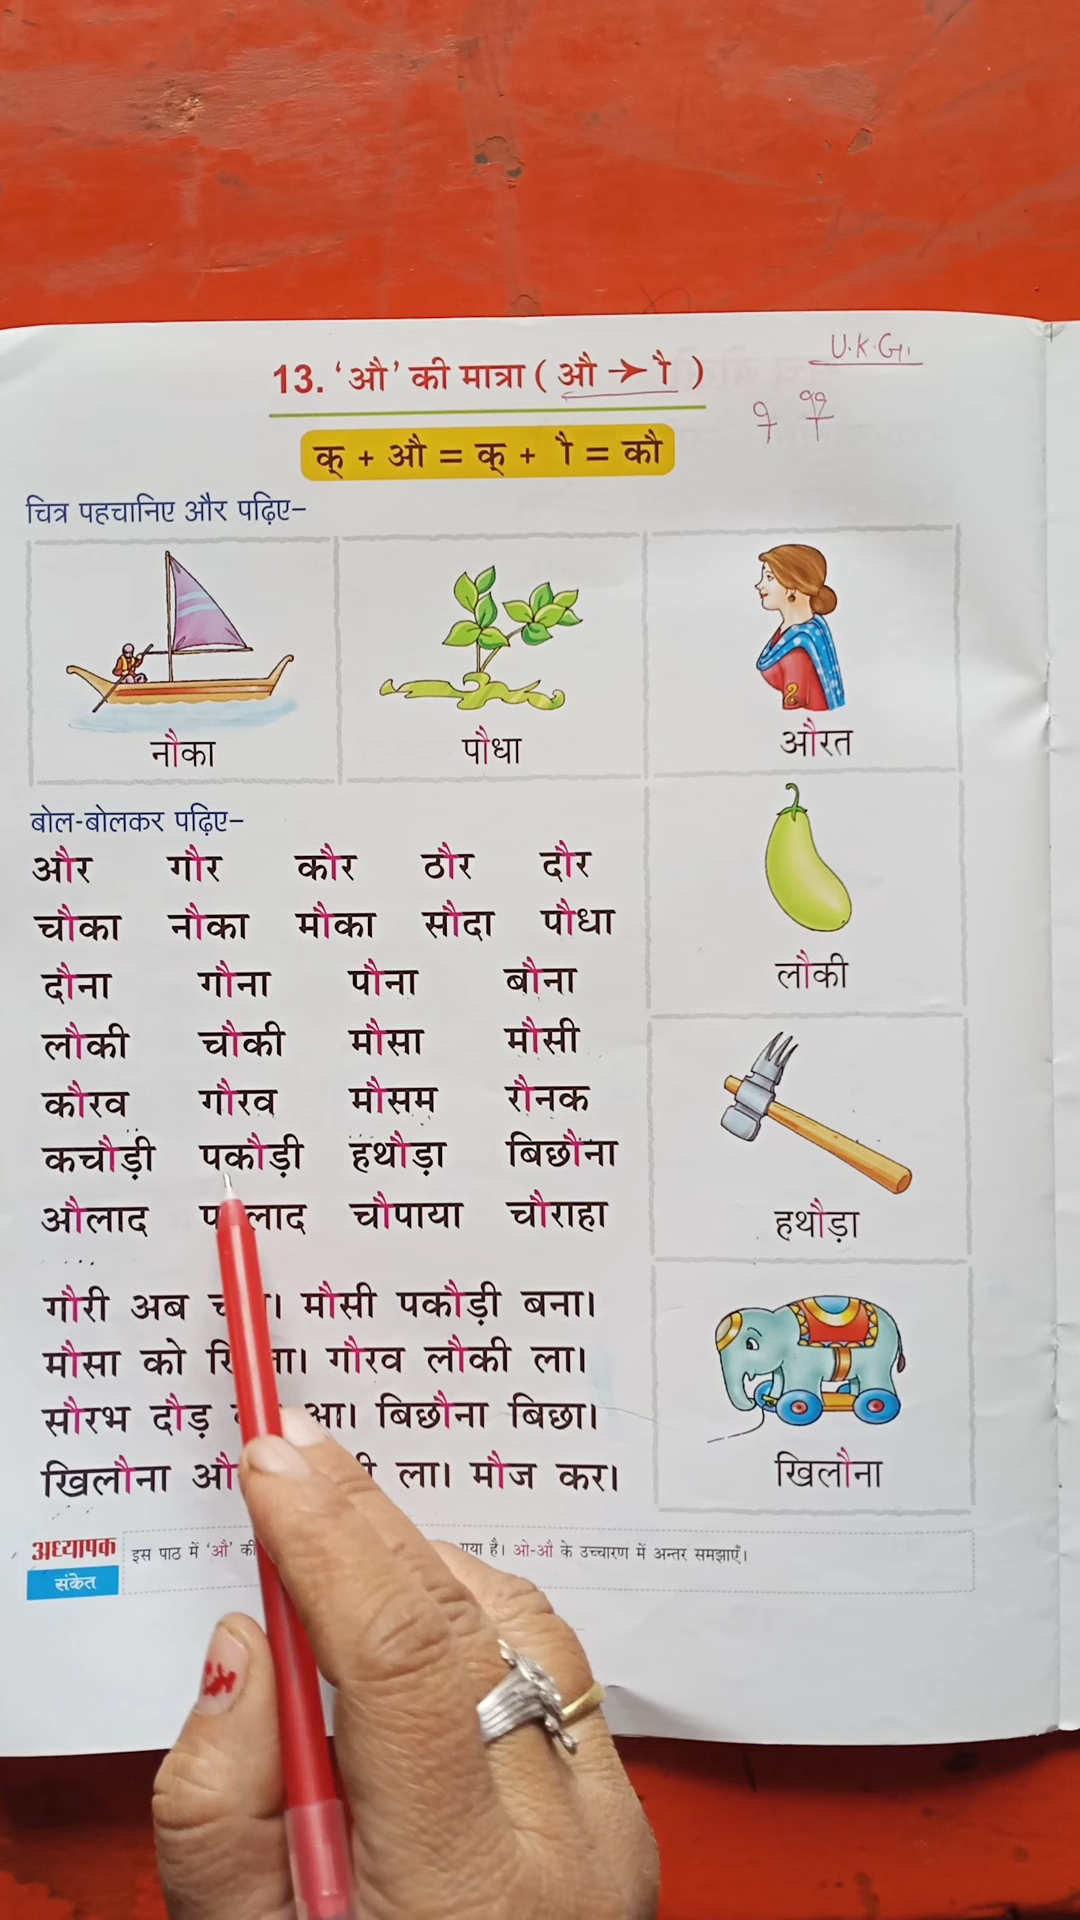 13. ‘औ’ की मात्रा ( औ → ौ )
U.K.G.
क् + औ = क् + ौ = कौ
चित्र पहचानिए और पढ़िए–
नौका पौधा औरत
बोल-बोलकर पढ़िए–
और गौर कौर ठौर दौर
चौका नौका मौका सौदा पौधा
दौना गौना पौना बौना
लौकी
लौकी चौकी मौसा मौसी
कौरव गौरव मौसम रौनक
कचौड़ी पकौड़ी हथौड़ा बिछौना
औलाद चौपाया चौराहा
हथौड़ा
गौरी अब मौसी पकौड़ी बना।
मौसा को गौरव लौकी ला।
सौरभ दौड़ आ। बिछौना बिछा।
खिलौना ला। मौज कर।
खिलौना
अध्यापक संकेत
इस पाठ में ‘औ’ की गया है। ओ-औ के उच्चारण में अन्तर समझाएँ।